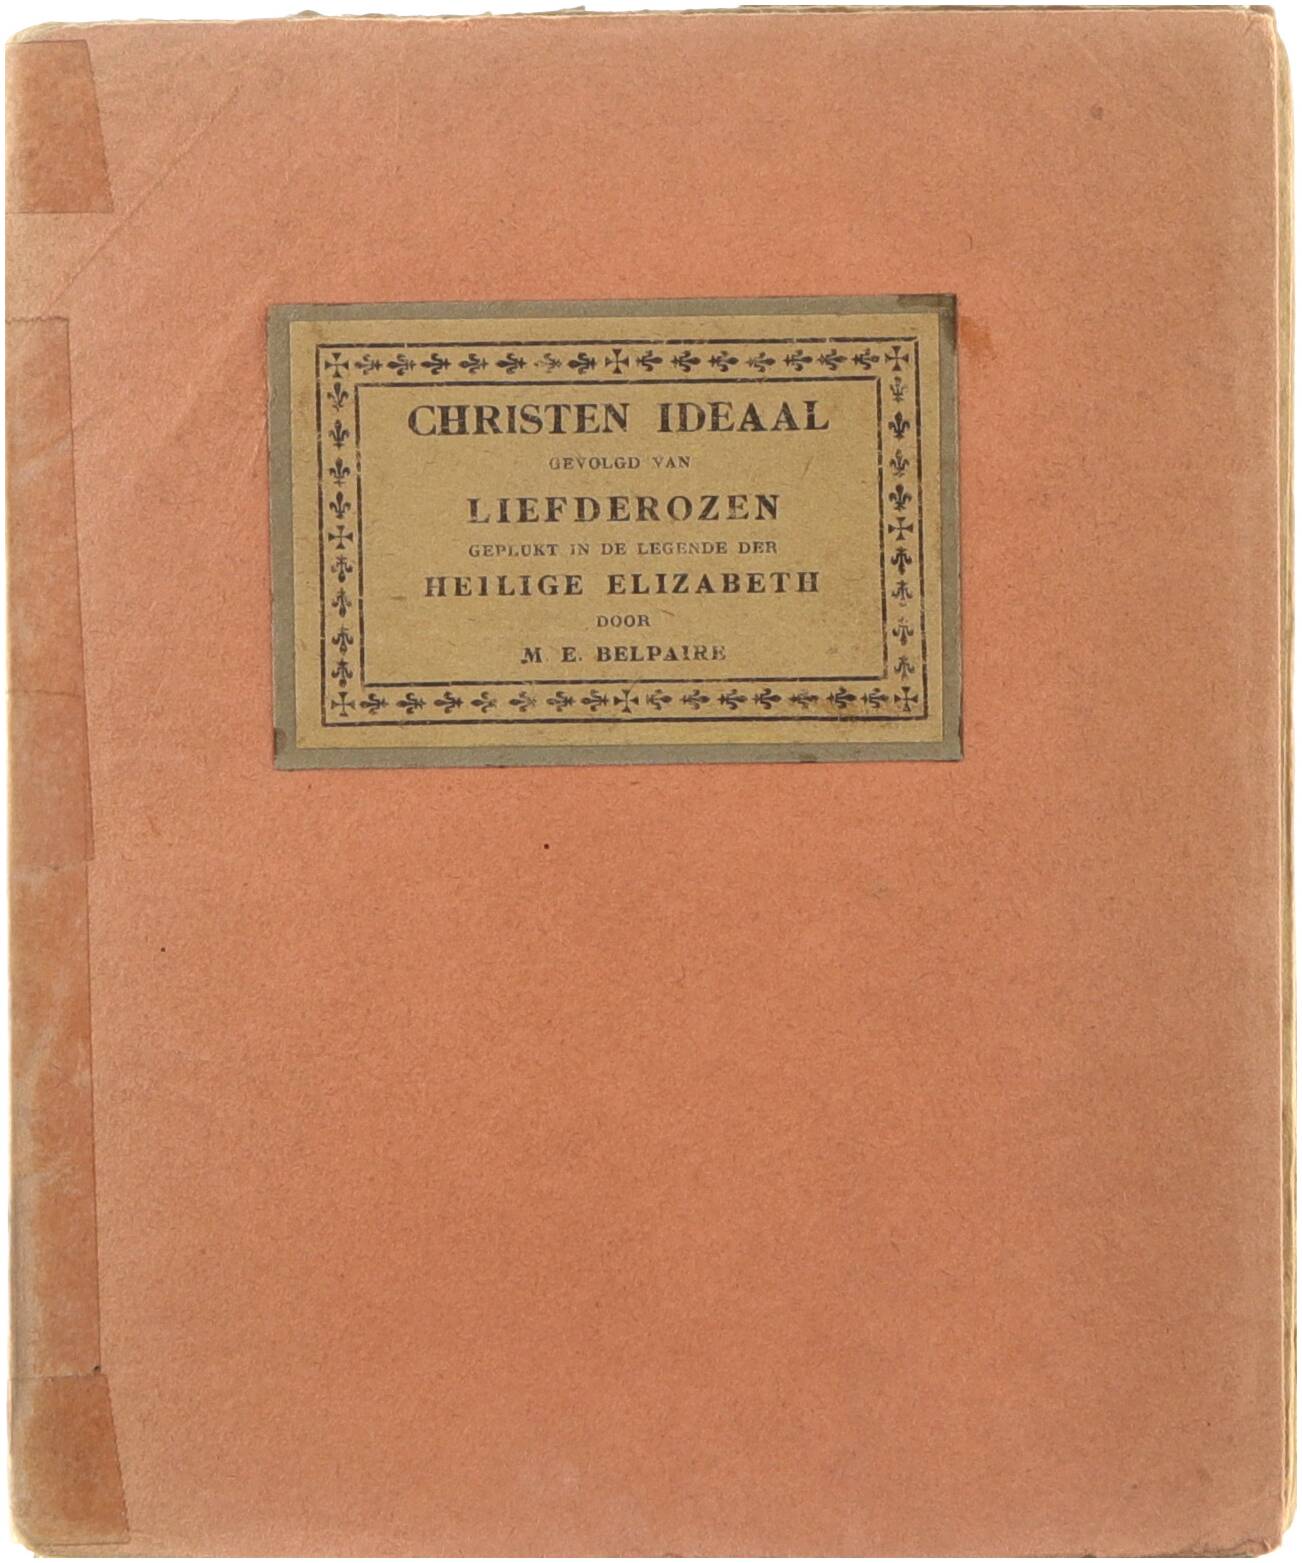 CHRISTEN IDEAAL
GEVOLGD VAN
LIEFDEROZEN
GEPLUKT IN DE LEGENDE DER
HEILIGE ELIZABETH
DOOR
M. E. BELPAIRE